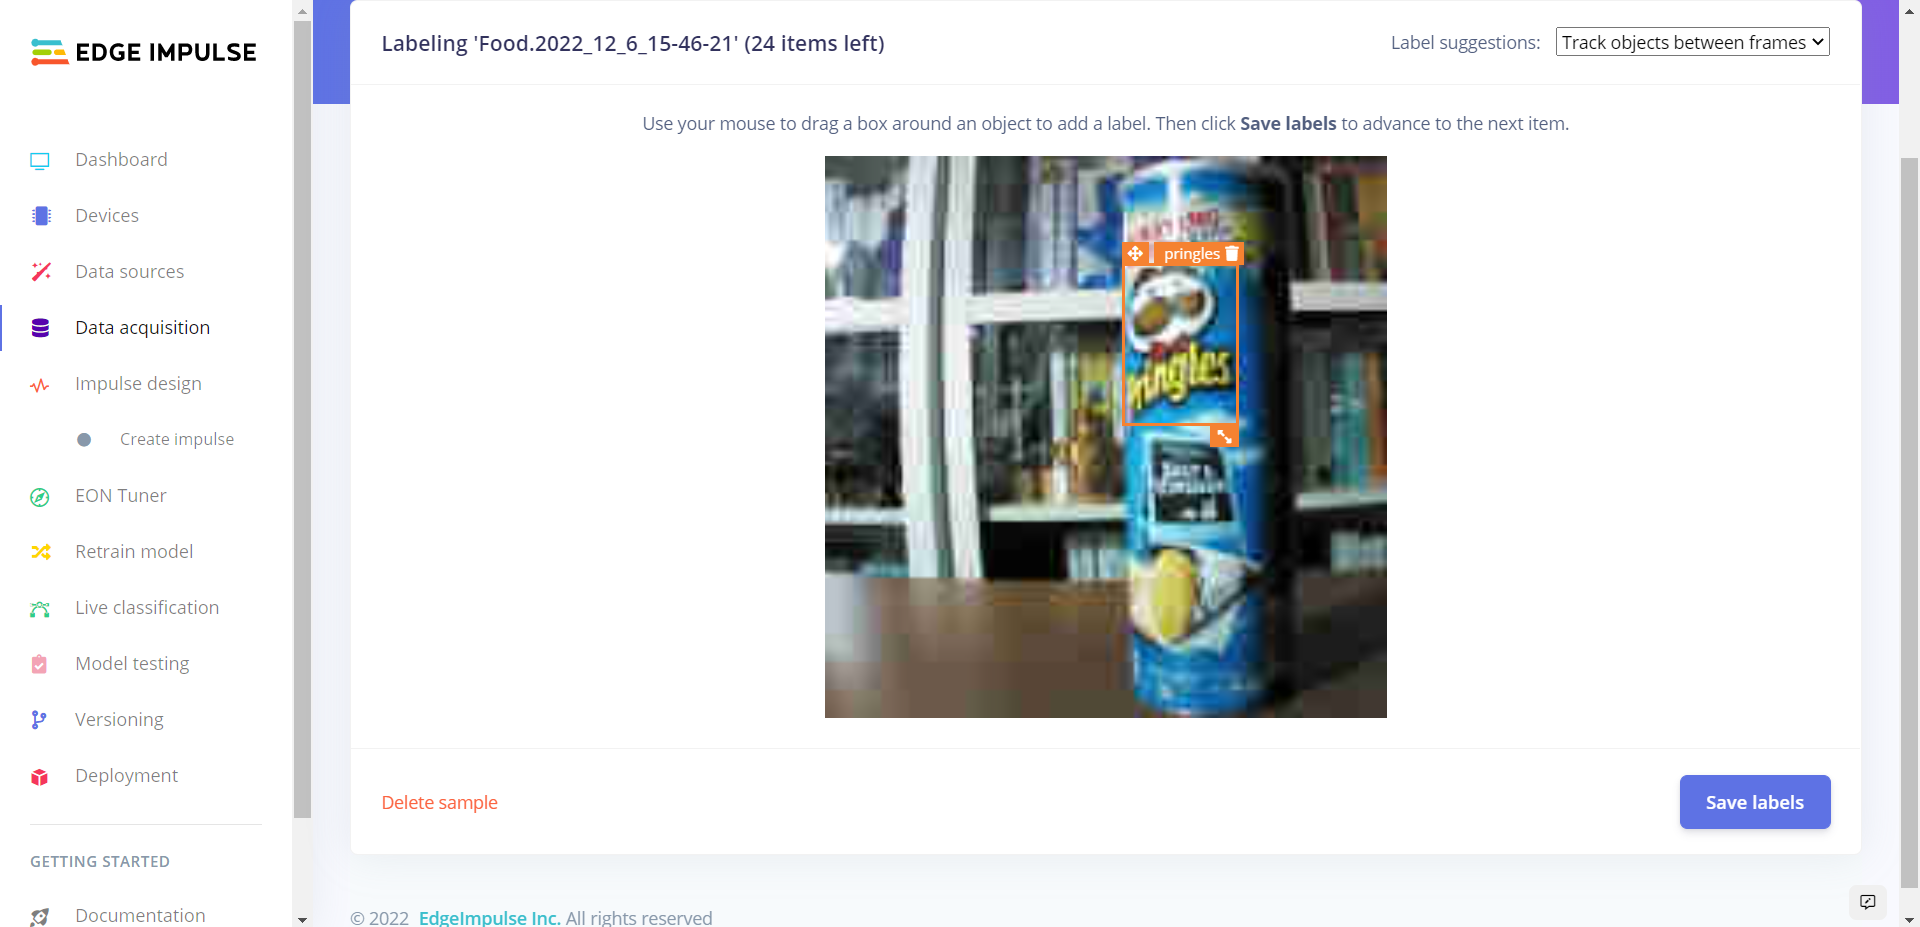 EDGE IMPULSE
Dashboard
Devices
Data sources
Data acquisition
Impulse design
Create impulse
EON Tuner
Retrain model
Live classification
Model testing
Versioning
Deployment
GETTING STARTED
Documentation
Labeling 'Food.2022_12_6_15-46-21' (24 items left)
Label suggestions: Track objects between frames
Use your mouse to drag a box around an object to add a label. Then click Save labels to advance to the next item.
pringles
Pringles
Delete sample
Save labels
© 2022 EdgeImpulse Inc. All rights reserved